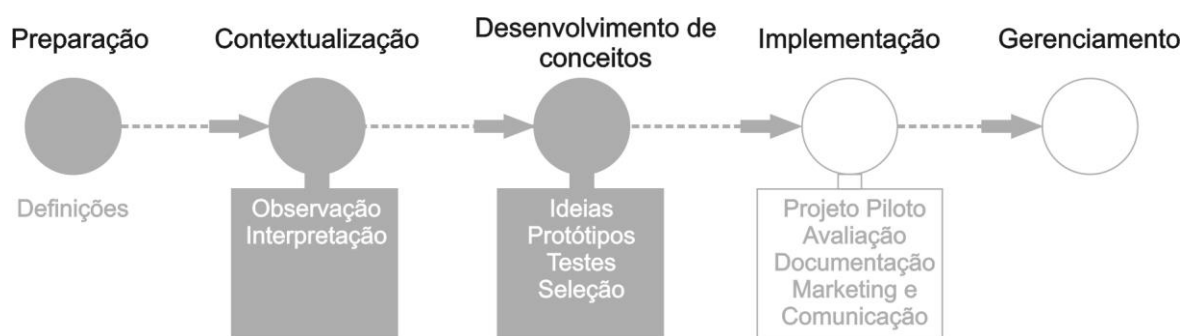 Preparação
Contextualização
Desenvolvimento de
conceitos
Implementação
Gerenciamento
Definições
Observação
Interpretação
Ideias
Protótipos
Testes
Seleção
Projeto Piloto
Avaliação
Documentação
Marketing e
Comunicação